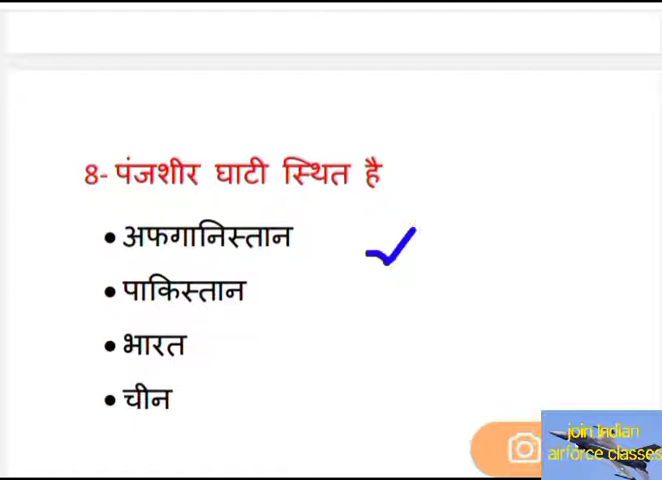 8- पंजशीर घाटी स्थित है
• अफगानिस्तान
• पाकिस्तान
• भारत
• चीन
join Indian
airforce classes